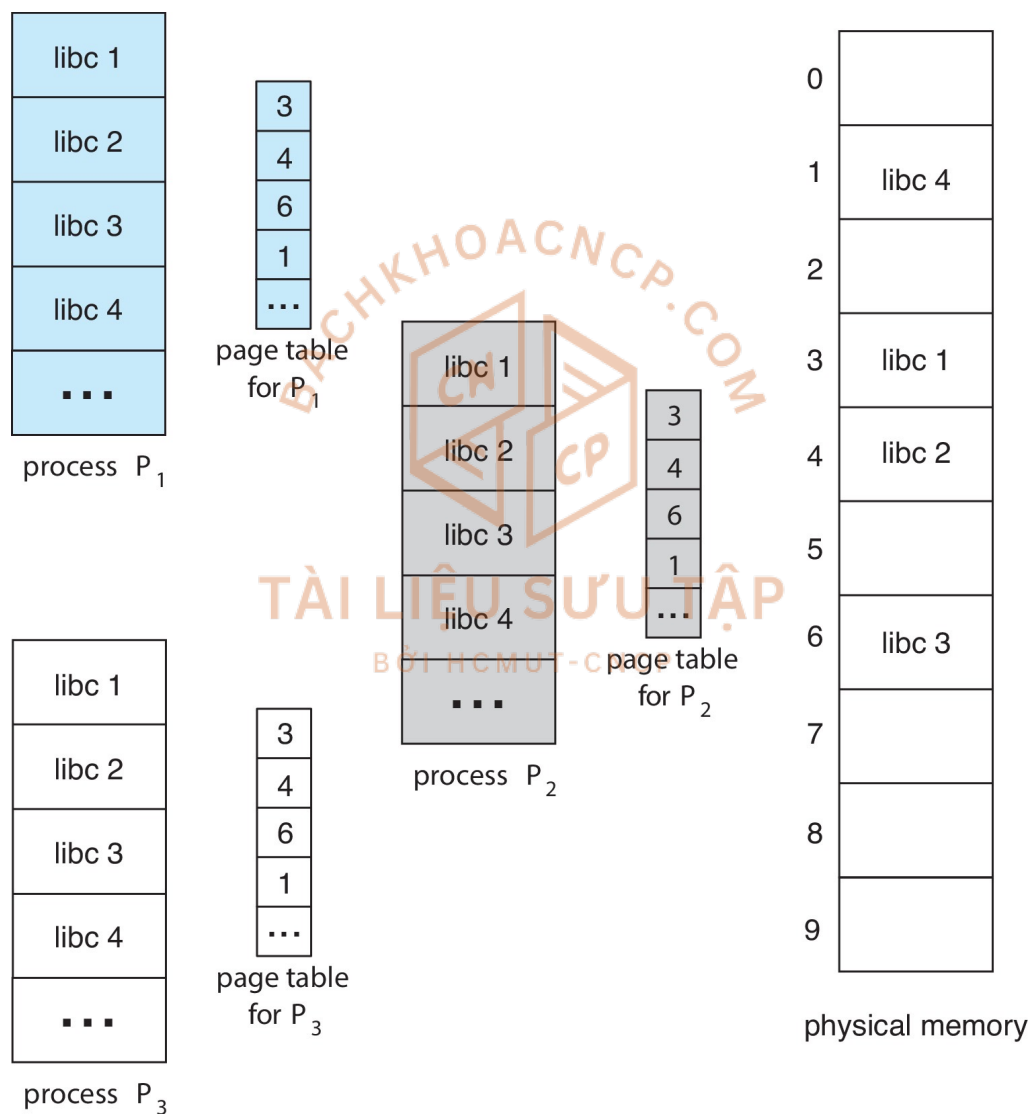 libc 1
libc 2
libc 3
libc 4
...
process P1
3
4
6
1
...
page table
for P1
libc 1
libc 2
libc 3
libc 4
...
process P2
3
4
6
1
...
page table
for P2
libc 1
libc 2
libc 3
libc 4
...
process P3
3
4
6
1
...
page table
for P3
0
1 libc 4
2
3 libc 1
4 libc 2
5
6 libc 3
7
8
9
physical memory
BACHKHOACNCP.COM
CN
CP
TÀI LIỆU SƯU TẬP
BỞI HCMUT-CNCP